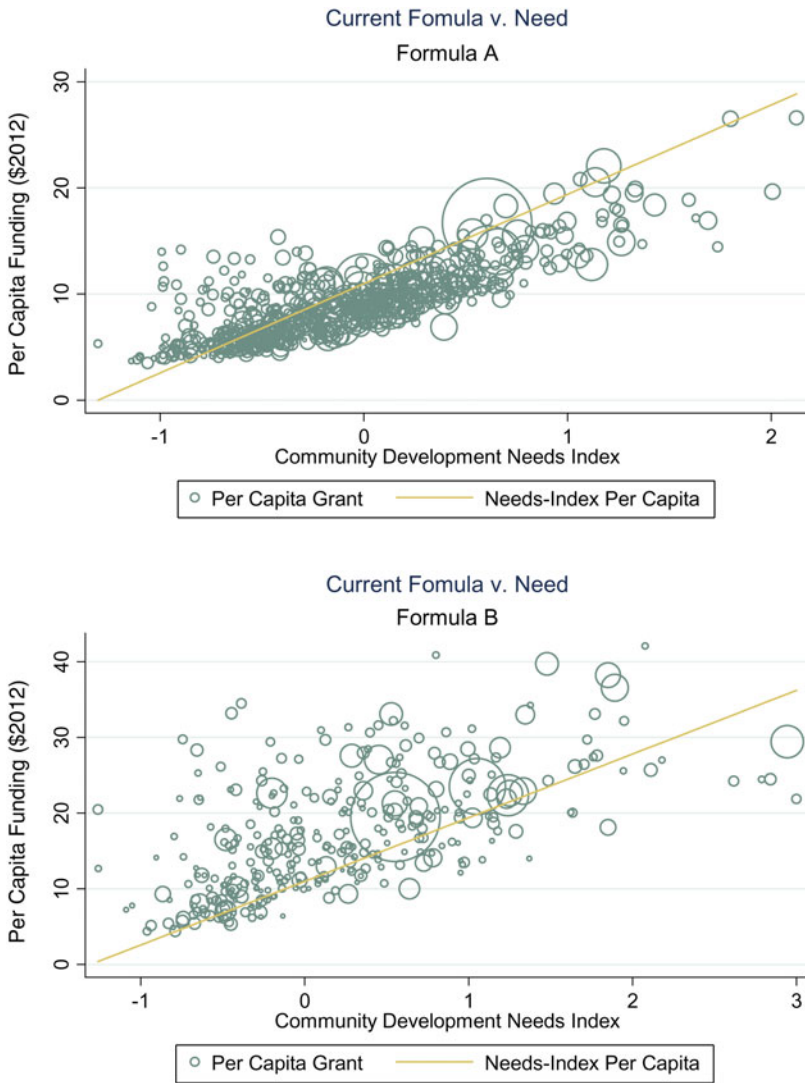 Current Fomula v. Need
Formula A
Per Capita Funding ($2012)
30
20
10
0
-1 0 1 2
Community Development Needs Index
Per Capita Grant Needs-Index Per Capita
Current Fomula v. Need
Formula B
Per Capita Funding ($2012)
40
30
20
10
0
-1 0 1 2 3
Community Development Needs Index
Per Capita Grant Needs-Index Per Capita